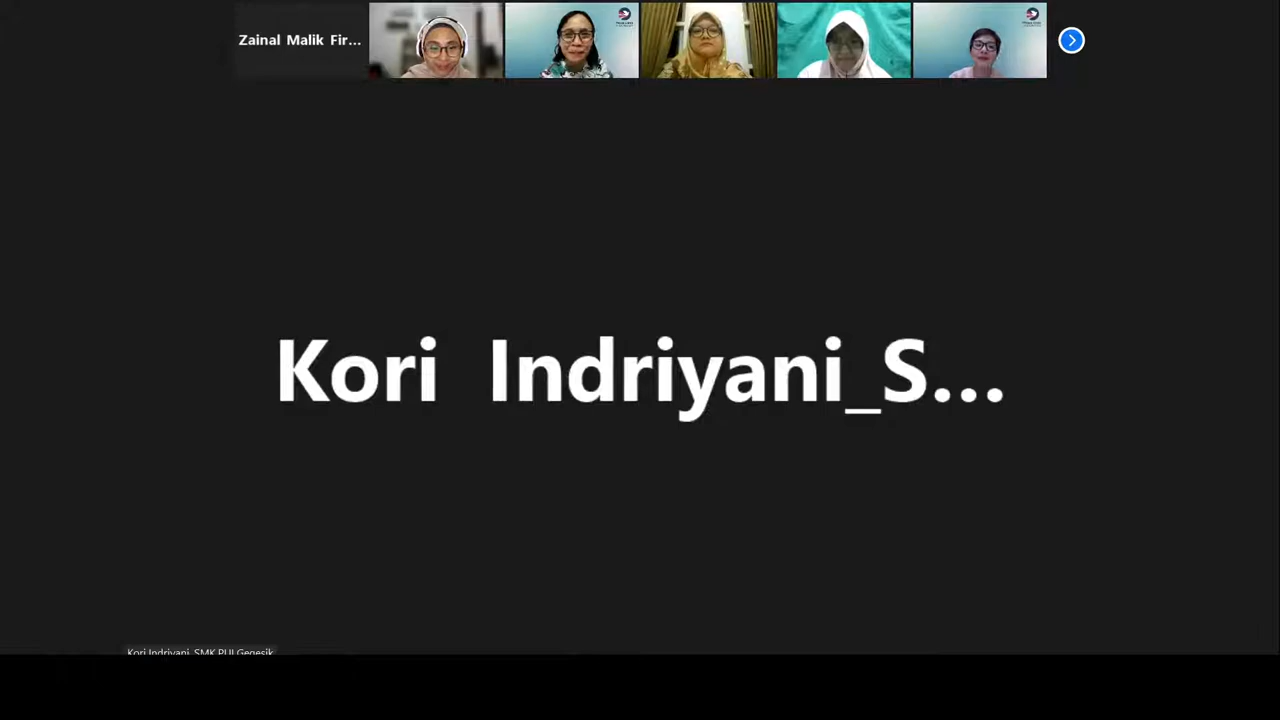 Zainal Malik Fir...
Kori Indriyani_S...
Kori Indriyani_SMK PUI Gegesik